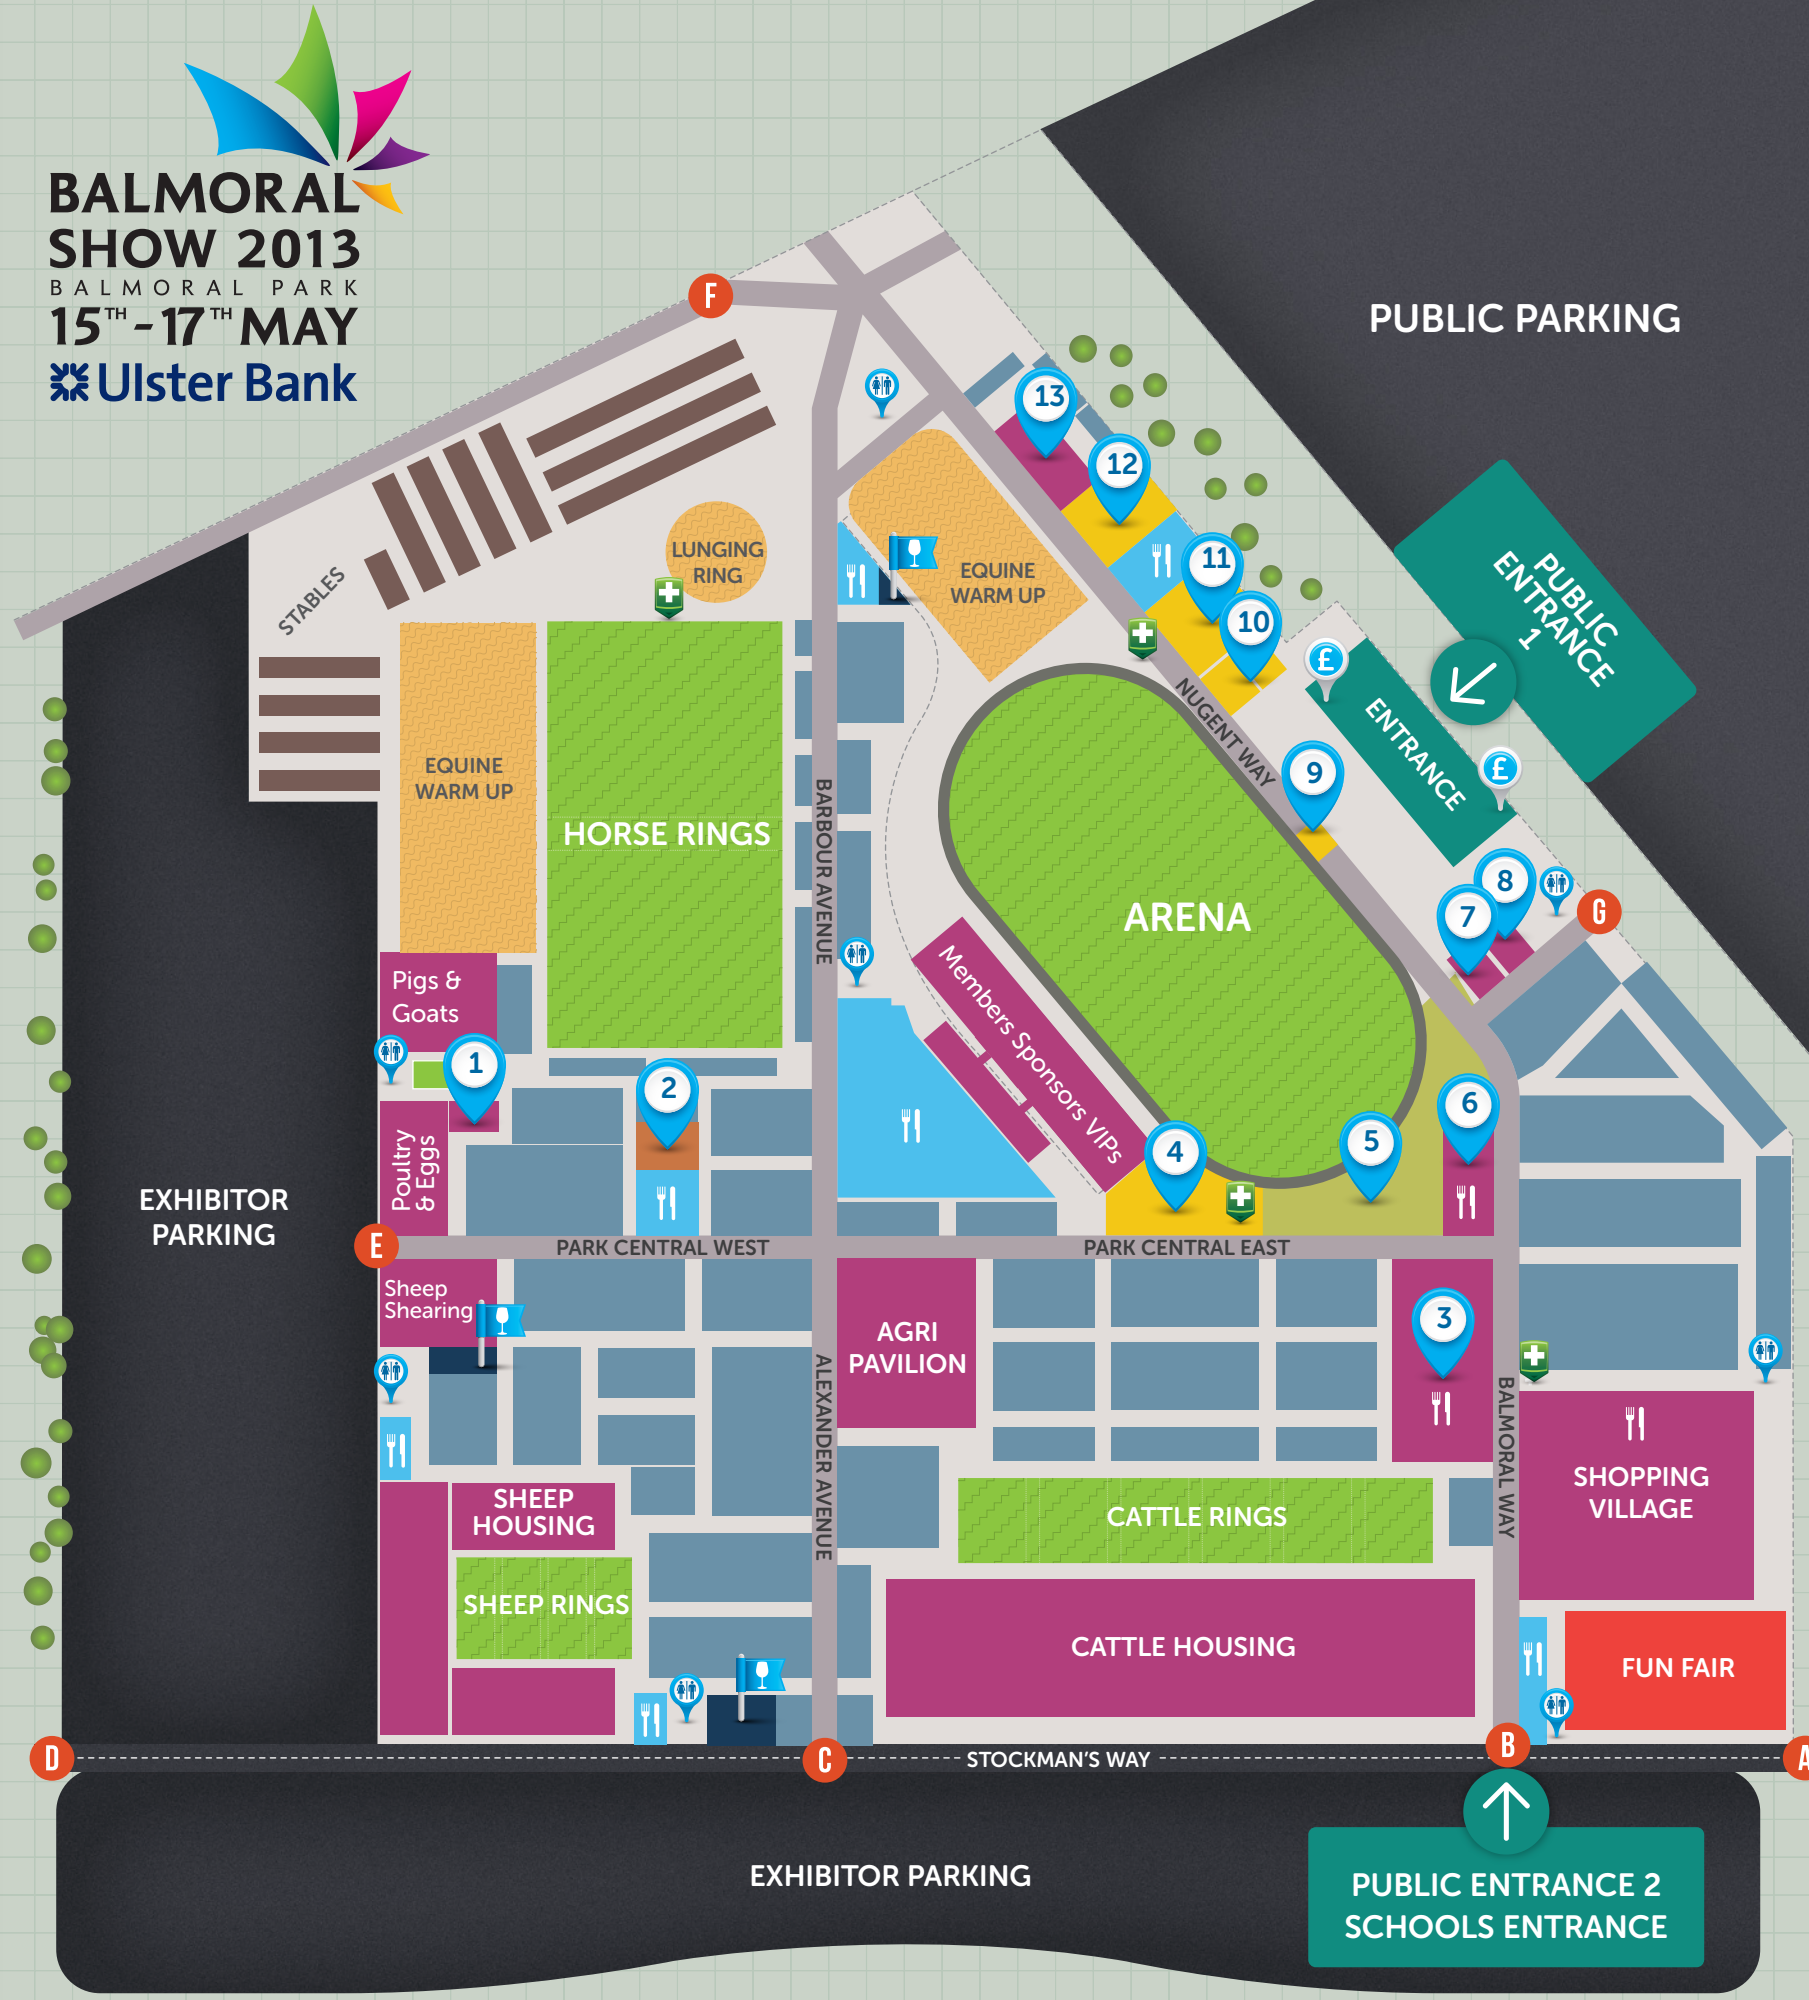 BALMORAL
SHOW 2013
BALMORAL PARK
15TH - 17TH MAY
Ulster Bank
PUBLIC PARKING
F
13
12
11
10
PUBLIC
ENTRANCE
1
£
ENTRANCE
£
LUNGING
RING
STABLES
EQUINE
WARM UP
NUGENT WAY
9
EQUINE
WARM UP
HORSE RINGS
BARBOUR AVENUE
ARENA
8
7
G
Members Sponsors VIPs
Pigs &
Goats
1
2
Poultry
& Eggs
4
5
6
EXHIBITOR
PARKING
E
PARK CENTRAL WEST
PARK CENTRAL EAST
Sheep
Shearing
AGRI
PAVILION
3
ALEXANDER AVENUE
BALMORAL WAY
SHOPPING
VILLAGE
SHEEP
HOUSING
CATTLE RINGS
SHEEP RINGS
CATTLE HOUSING
FUN FAIR
D
C
STOCKMAN'S WAY
B
A
EXHIBITOR PARKING
PUBLIC ENTRANCE 2
SCHOOLS ENTRANCE